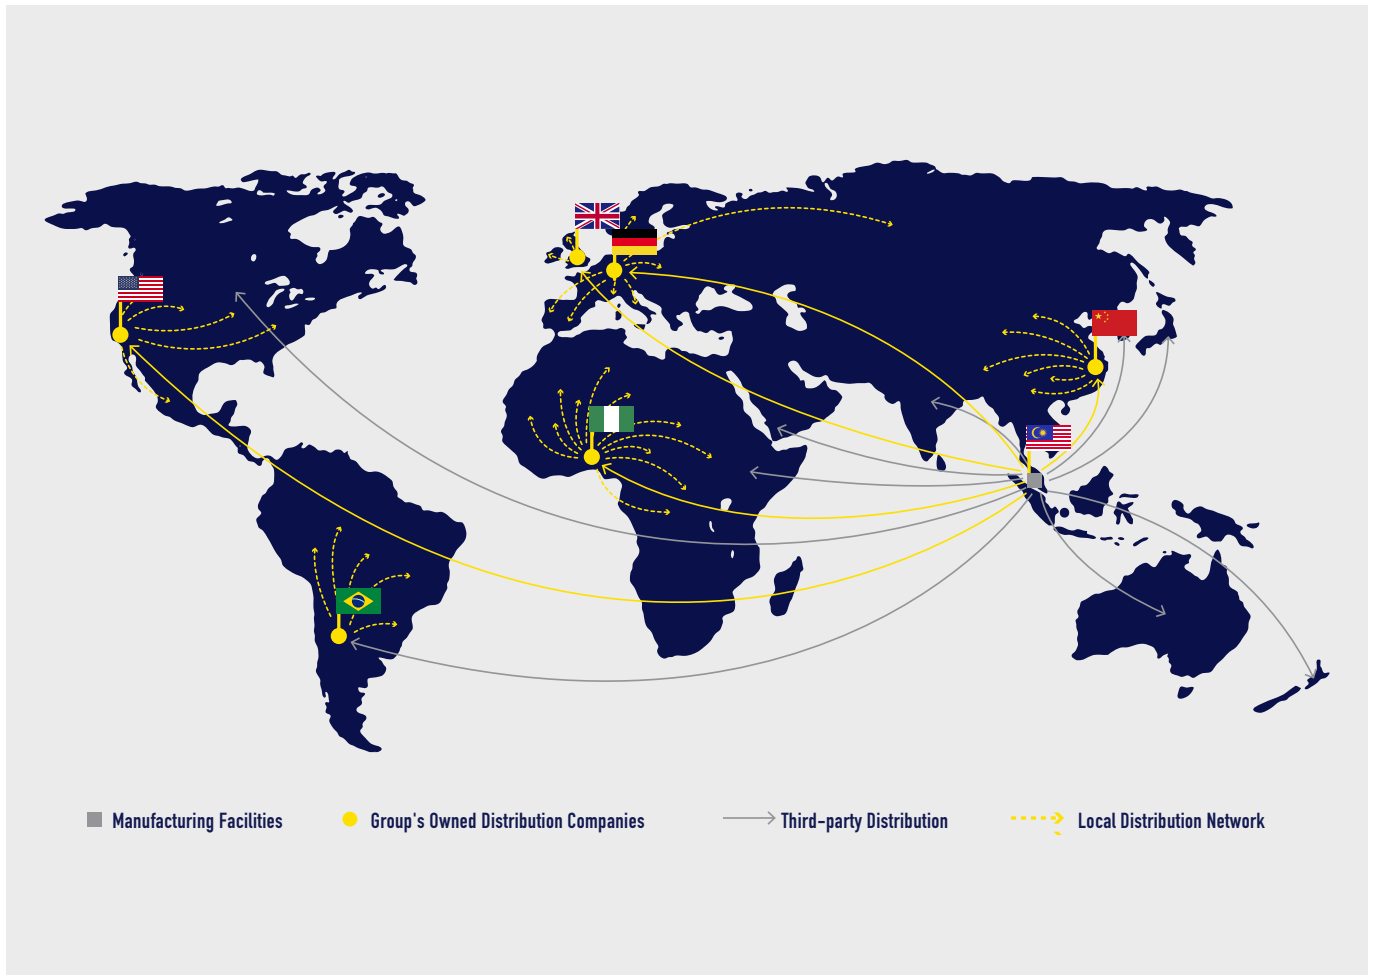 Manufacturing Facilities
Group's Owned Distribution Companies
Third-party Distribution
Local Distribution Network